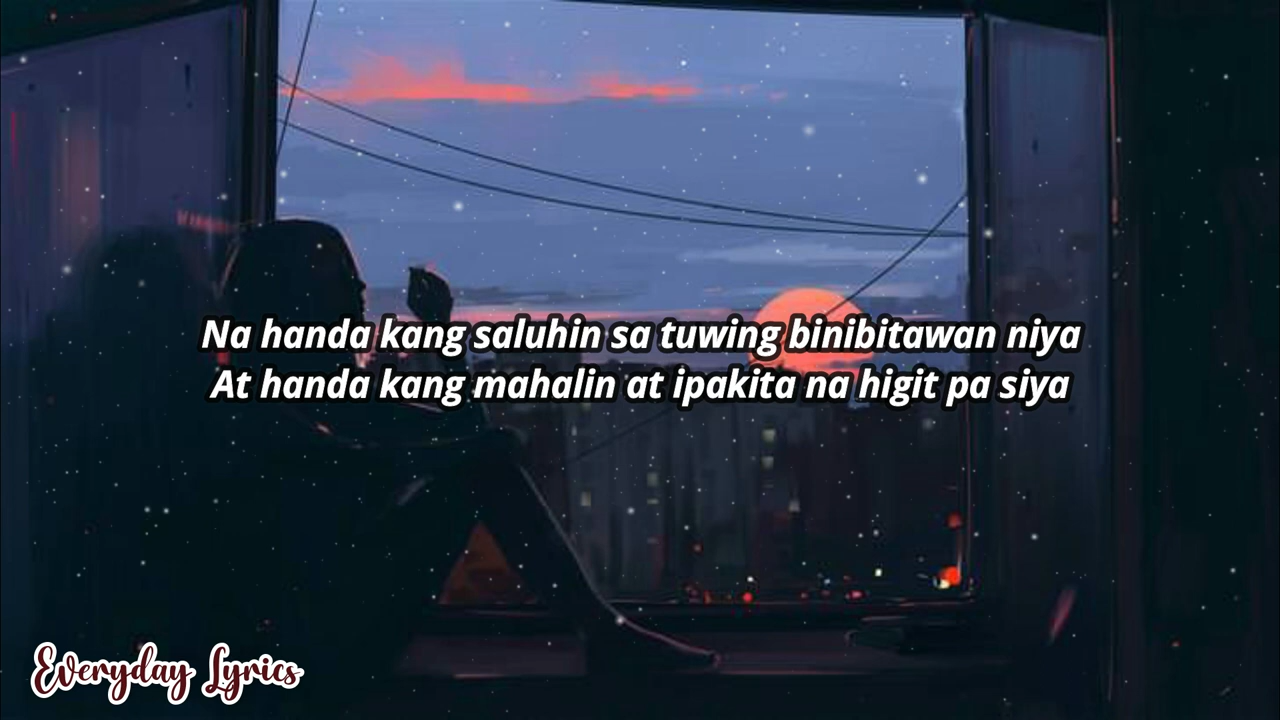 Na handa kang saluhin sa tuwing binibitawan niya
At handa kang mahalin at ipakita na higit pa siya
Everyday Lyrics